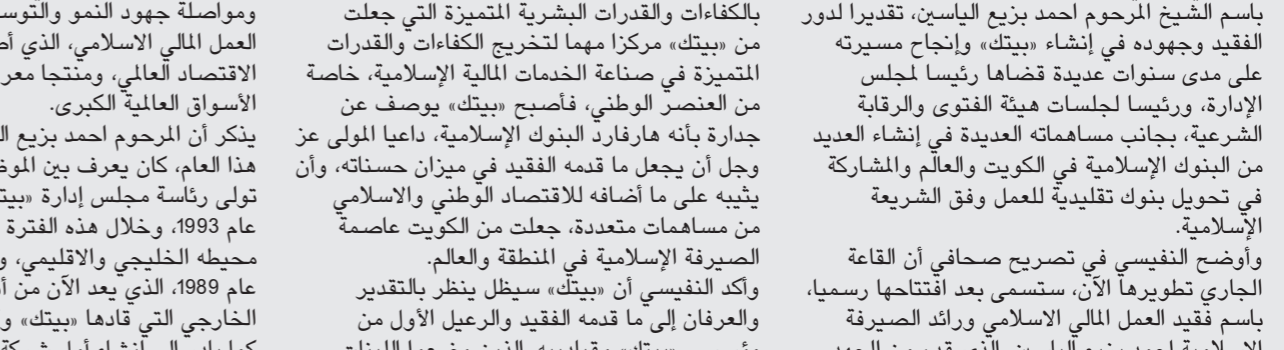 باسم الشيخ المرحوم احمد بزيع الياسين، تقديرا لدور
الفقيد وجهوده في إنشاء «بيتك» وإنجاح مسيرته
على مدى سنوات عديدة قضاها رئيسا لمجلس
الإدارة، ورئيسا لجلسات هيئة الفتوى والرقابة
الشرعية، بجانب مساهماته العديدة في إنشاء العديد
من البنوك الإسلامية في الكويت والعالم والمشاركة
في تحويل بنوك تقليدية للعمل وفق الشريعة
الإسلامية.
وأوضح النفيسي في تصريح صحافي أن القاعة
الجاري تطويرها الآن، ستسمى بعد افتتاحها رسميا،
باسم فقيد العمل المالي الاسلامي ورائد الصيرفة
الاسلامية احمد بزيع الياسين، الذي قدم من الجهد
بالكفاءات والقدرات البشرية المتميزة التي جعلت
من «بيتك» مركزا مهما لتخريج الكفاءات والقدرات
المتميزة في صناعة الخدمات المالية الإسلامية، خاصة
من العنصر الوطني، فأصبح «بيتك» يوصف عن
جدارة بأنه هارفارد البنوك الإسلامية، داعيا المولى عز
وجل أن يجعل ما قدمه الفقيد في ميزان حسناته، وأن
يثيبه على ما أضافه للاقتصاد الوطني والاسلامي
من مساهمات متعددة، جعلت من الكويت عاصمة
الصيرفة الإسلامية في المنطقة والعالم.
وأكد النفيسي أن «بيتك» سيظل ينظر بالتقدير
والعرفان إلى ما قدمه الفقيد والرعيل الأول من
ومواصلة جهود النمو والتوس
العمل المالي الاسلامي، الذي أص
الاقتصاد العالمي، ومنتجا معر
الأسواق العالمية الكبرى.
يذكر أن المرحوم احمد بزيع ال
هذا العام، كان يعرف بين الموظ
تولى رئاسة مجلس إدارة «بيت
عام 1993، وخلال هذه الفترة
محيطه الخليجي والاقليمي، و
عام 1989، الذي يعد الآن من أ
الخارجي التي قادها «بيتك» و